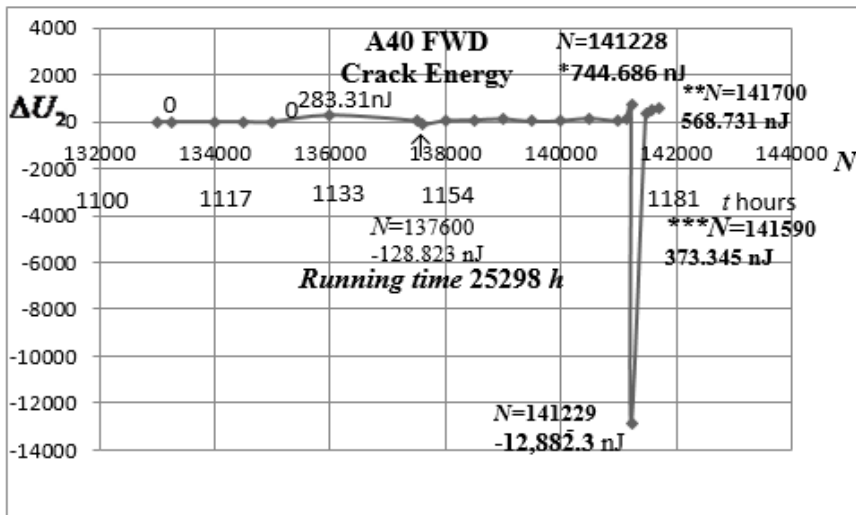 4000
A40 FWD
N=141228
Crack Energy
*744.686 nJ
2000
0
0
283.31nJ
**N=141700
568.731 nJ
ΔU₂
0
132000
134000
136000
138000
140000
142000
144000
N
-2000
1100
1117
1133
1154
1181
t hours
-4000
N=137600
-128.823 nJ
***N=141590
373.345 nJ
-6000
Running time 25298 h
-8000
-10000
-12000
N=141229
-12,882.3 nJ
-14000